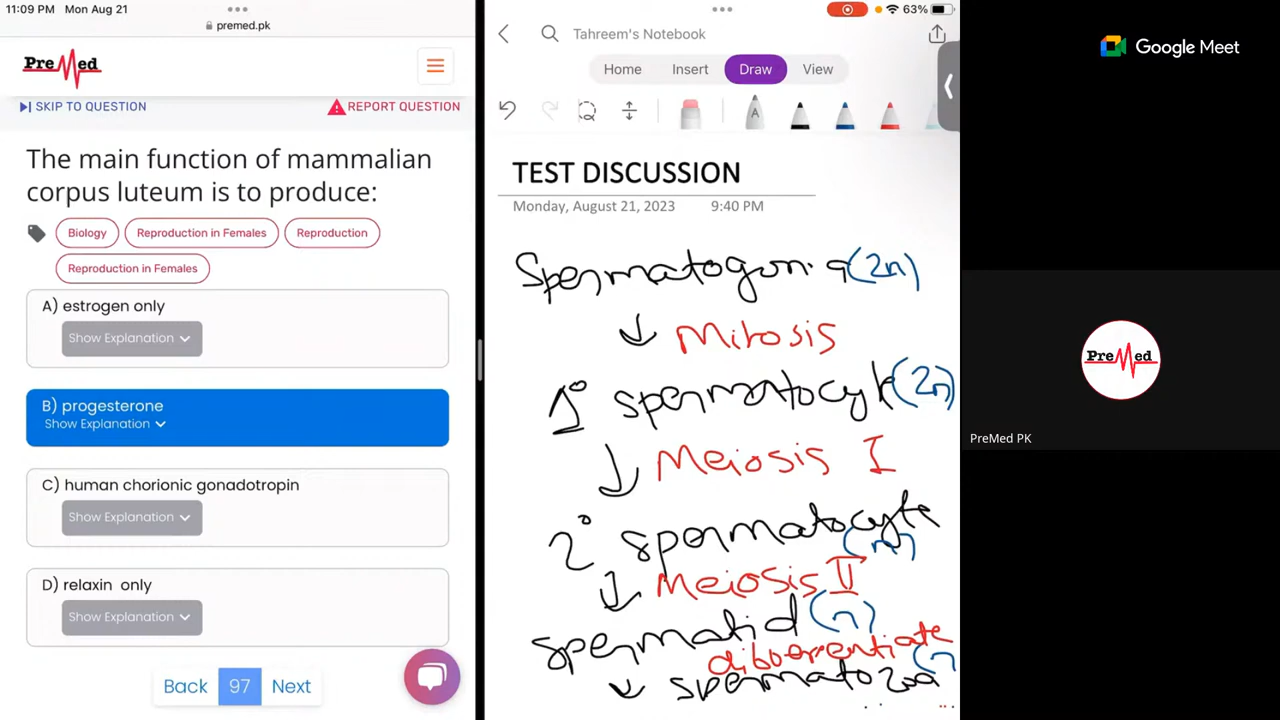 11:09 PM Mon Aug 21
premed.pk
63%
PreMed
SKIP TO QUESTION
REPORT QUESTION
The main function of mammalian
corpus luteum is to produce:
Biology
Reproduction in Females
Reproduction
Reproduction in Females
A) estrogen only
Show Explanation
B) progesterone
Show Explanation
C) human chorionic gonadotropin
Show Explanation
D) relaxin only
Show Explanation
Back
97
Next
Tahreem's Notebook
Home
Insert
Draw
View
A
TEST DISCUSSION
Monday, August 21, 2023 9:40 PM
Spermatogonia (2n)
↓ Mitosis
1° spermatocyte (2n)
↓ Meiosis I
2° spermatocyte
(n)
↓ Meiosis II
spermatid (n)
differentiate
(n
↓ spermatozoa
Google Meet
PreMed
PreMed PK